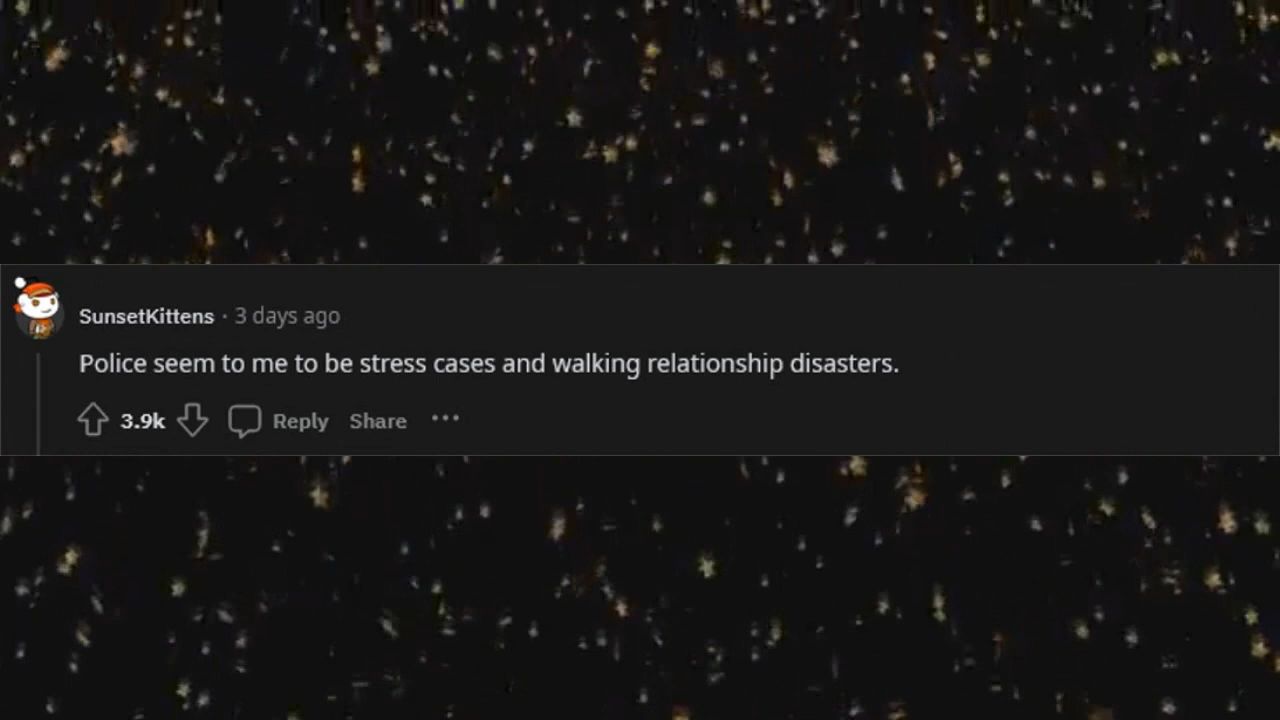 SunsetKittens · 3 days ago
Police seem to me to be stress cases and walking relationship disasters.
3.9k Reply Share ···